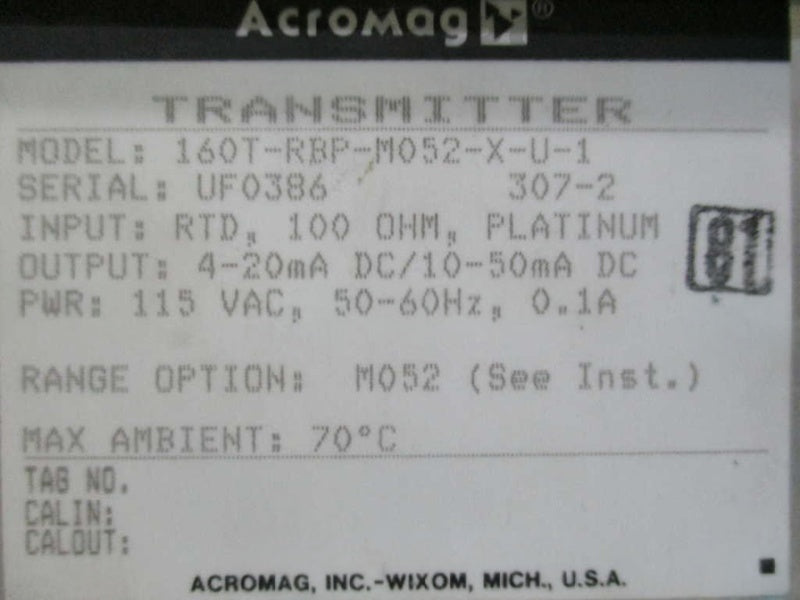 Acromag ®
TRANSMITTER
MODEL: 160T-RBP-M052-X-U-1
SERIAL: UF0386 307-2
INPUT: RTD, 100 OHM, PLATINUM
OUTPUT: 4-20mA DC/10-50mA DC
PWR: 115 VAC, 50-60Hz, 0.1A
RANGE OPTION: M052 (See Inst.)
MAX AMBIENT: 70°C
TAG NO.
CALIN:
CALOUT:
ACROMAG, INC.-WIXOM, MICH., U.S.A.